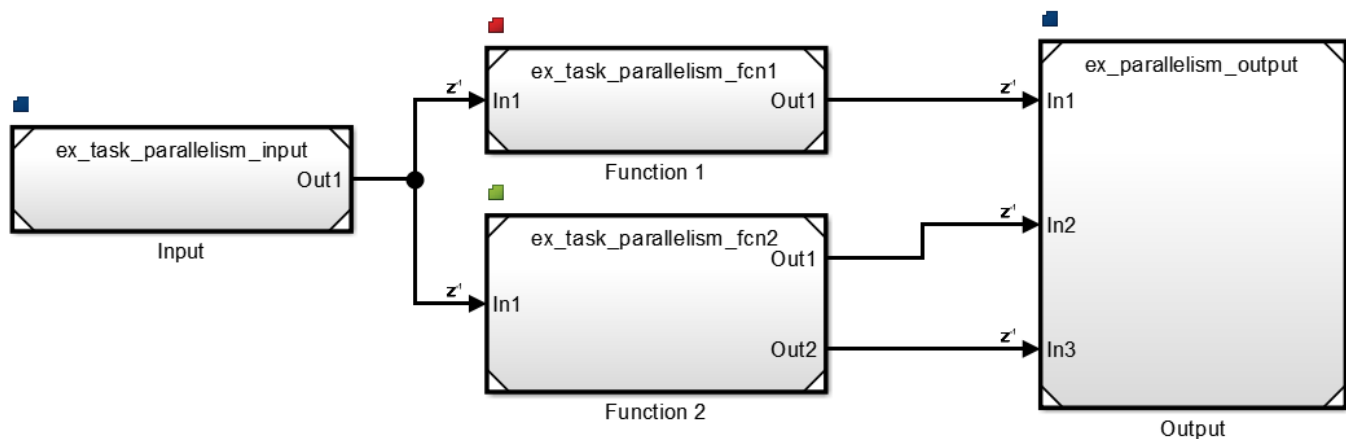 ex_task_parallelism_input
Out1
Input
ex_task_parallelism_fcn1
z⁻¹
In1
Out1
Function 1
ex_task_parallelism_fcn2
Out1
z⁻¹
In1
Out2
Function 2
ex_parallelism_output
z⁻¹
In1
z⁻¹
In2
z⁻¹
In3
Output